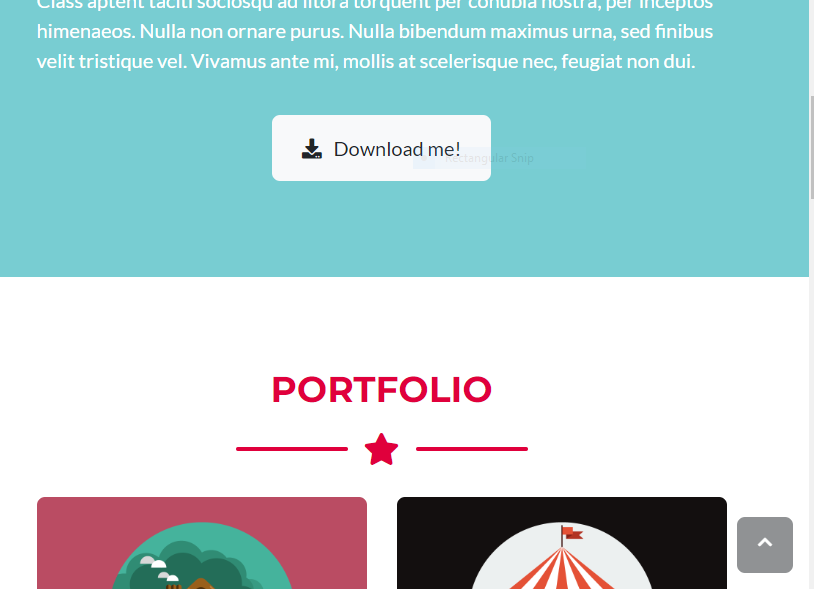 Class aptent taciti sociosqu ad litora torquent per conubia nostra, per inceptos
himenaeos. Nulla non ornare purus. Nulla bibendum maximus urna, sed finibus
velit tristique vel. Vivamus ante mi, mollis at scelerisque nec, feugiat non dui.
Download me!
Rectangular Snip
PORTFOLIO